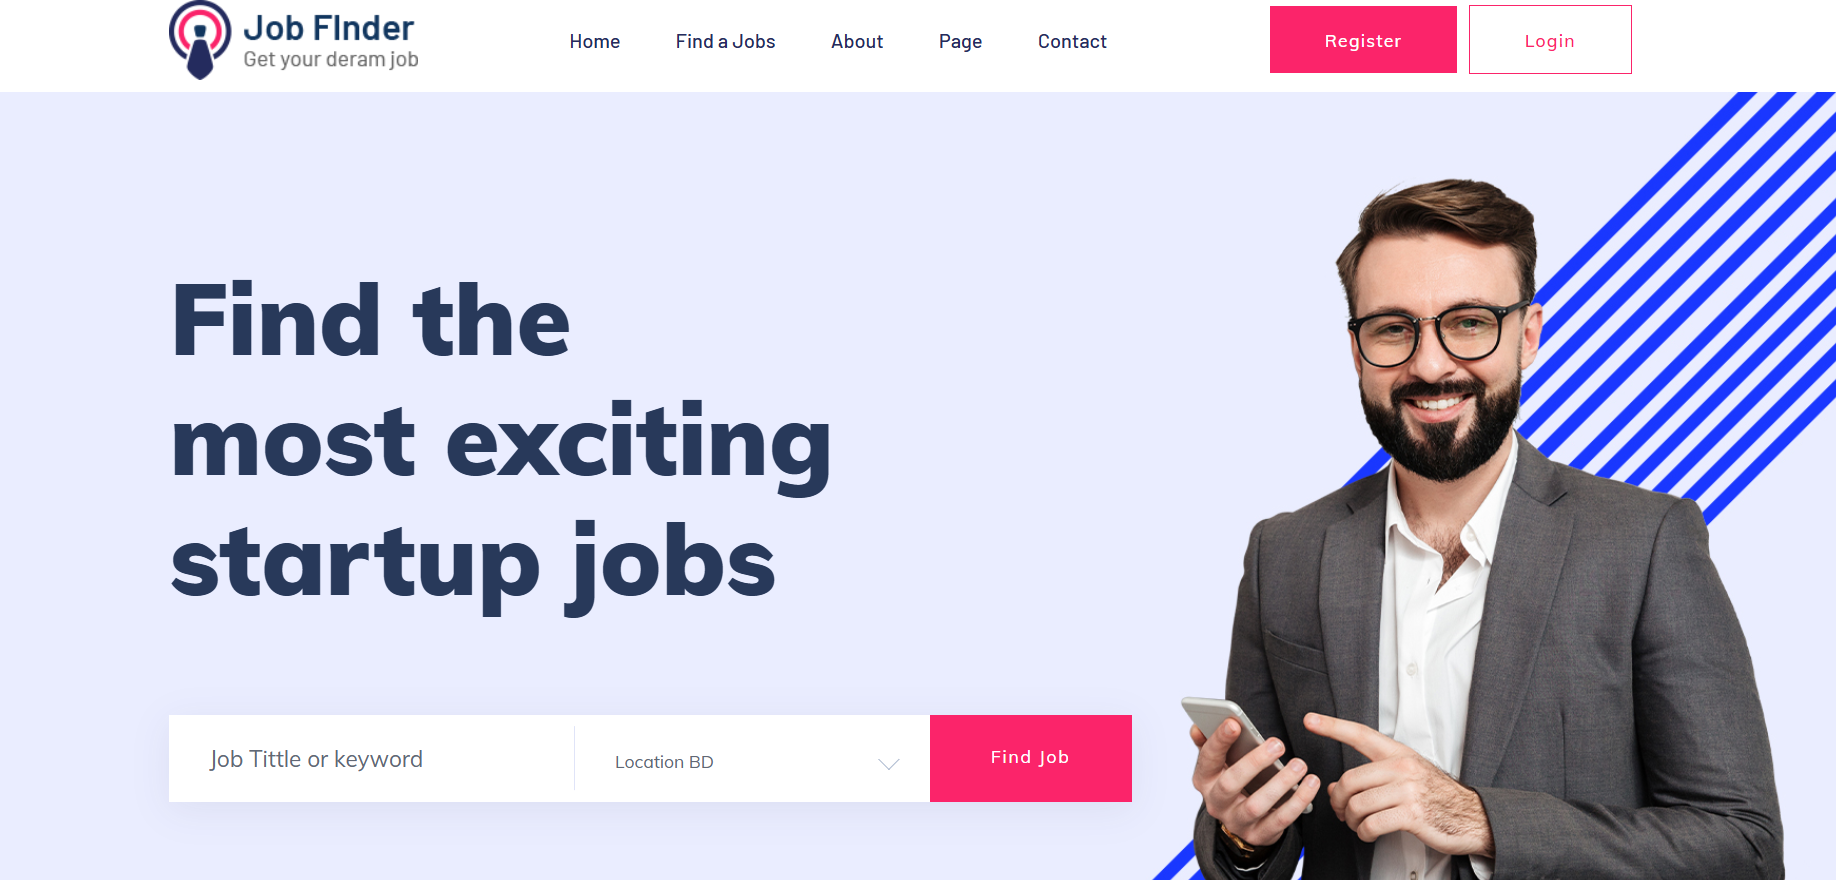 Job FInder
Get your deram job
Home
Find a Jobs
About
Page
Contact
Register
Login
Find the
most exciting
startup jobs
Job Tittle or keyword
Location BD
Find Job